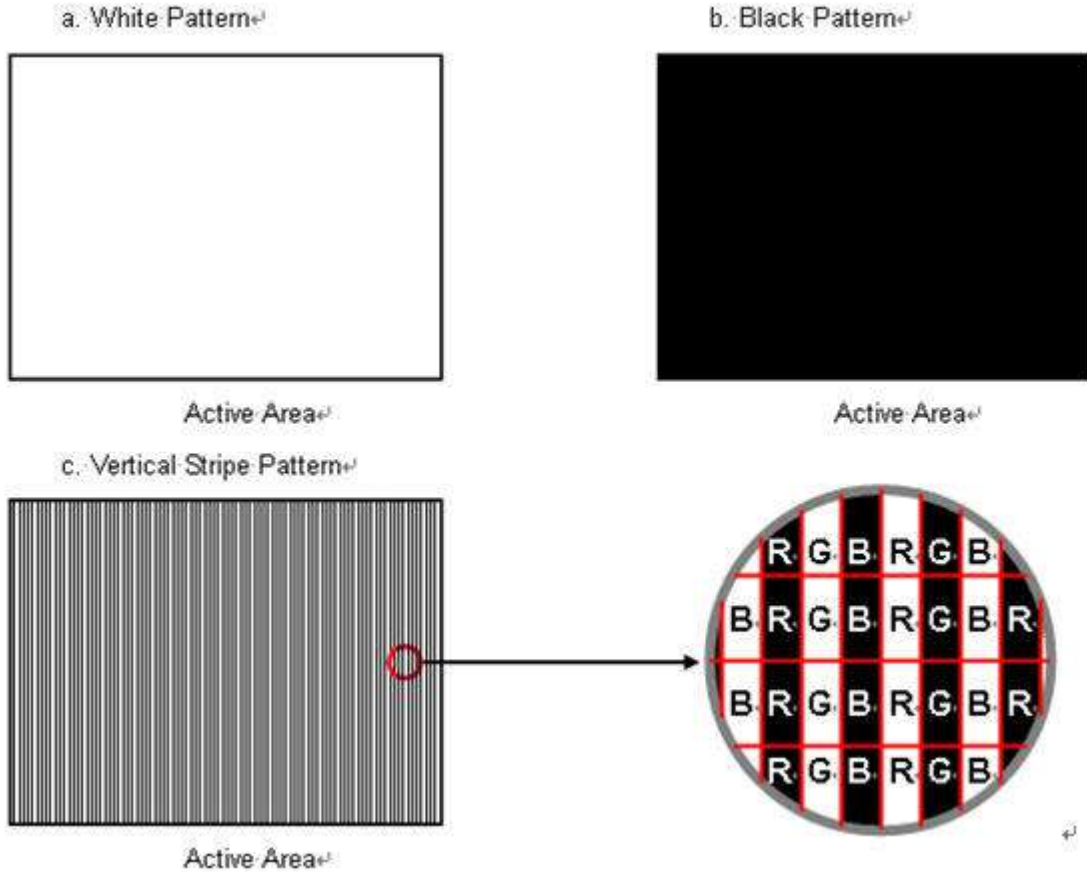 a. White Pattern↵
b. Black Pattern↵
Active Area↵
Active Area↵
c. Vertical Stripe Pattern↵
R G B R G B
B R G B R G B R
B R G B R G B R
R G B R G B
↵
Active Area↵